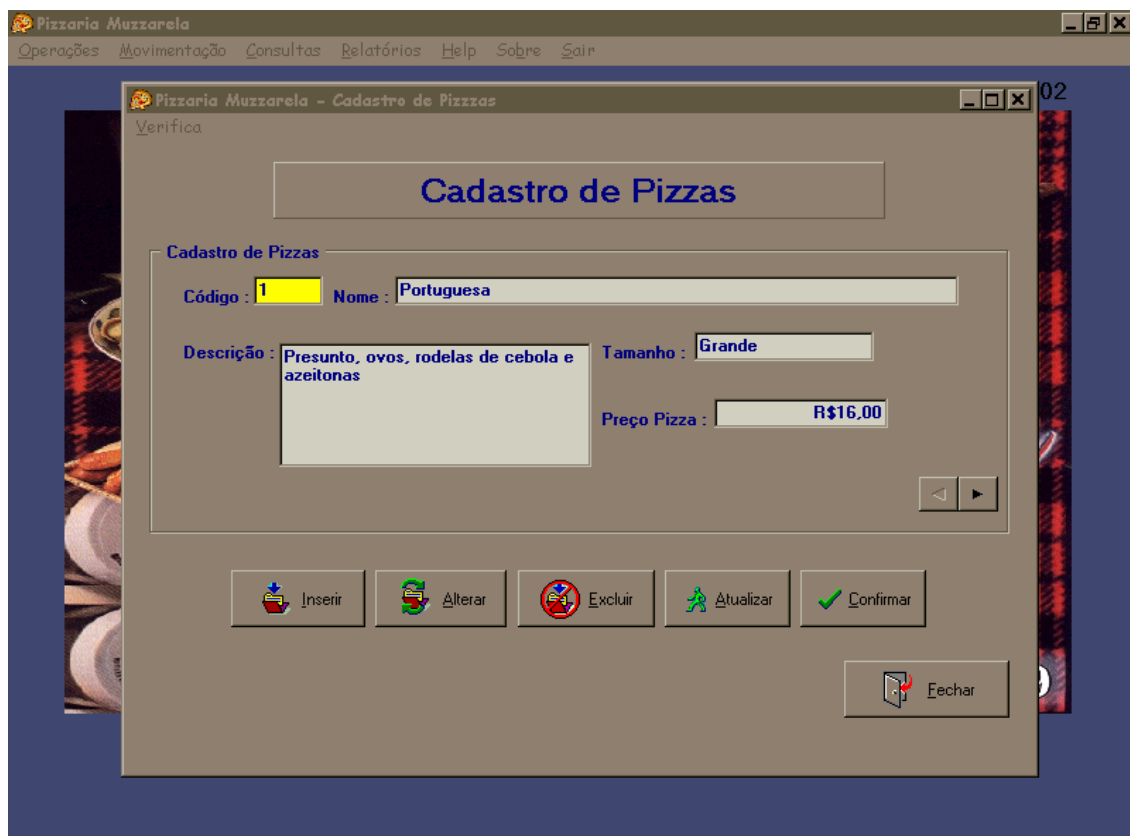 Pizzaria Muzzarela
Operações Movimentação Consultas Relatórios Help Sobre Sair
02
Pizzaria Muzzarela - Cadastro de Pizzzas
Verifica
Cadastro de Pizzas
Cadastro de Pizzas
Código : 1 Nome : Portuguesa
Descrição : Presunto, ovos, rodelas de cebola e
azeitonas
Tamanho : Grande
Preço Pizza : R$16,00
Inserir Alterar Excluir Atualizar Confirmar
Fechar